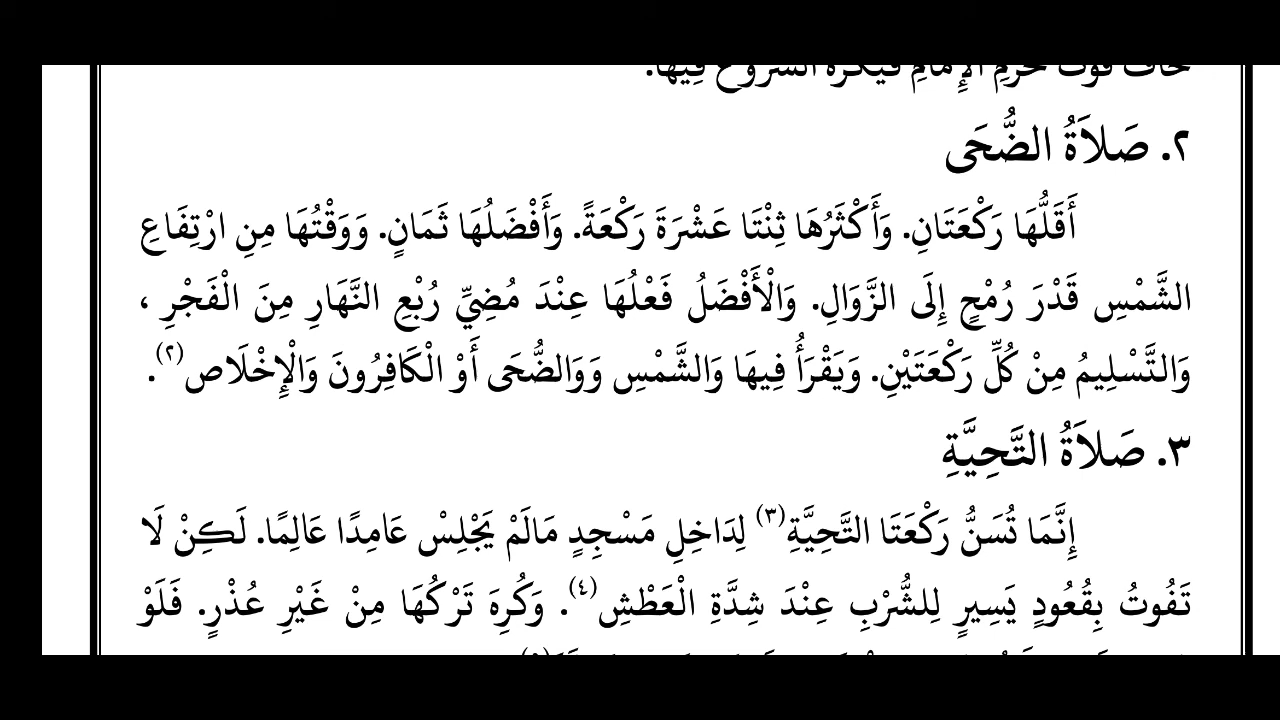 ٢. صَلاَةُ الضُّحَى
أَقَلُّهَا رَكْعَتَانِ. وَأَكْثَرُهَا ثِنْتَا عَشْرَةَ رَكْعَةً. وَأَفْضَلُهَا ثَمَانٍ. وَوَقْتُهَا مِنِ ارْتِفَاعِ
الشَّمْسِ قَدْرَ رُمْحٍ إِلَى الزَّوَالِ. وَالْأَفْضَلُ فَعْلُهَا عِنْدَ مُضِيِّ رُبْعِ النَّهَارِ مِنَ الْفَجْرِ ،
وَالتَّسْلِيمُ مِنْ كُلِّ رَكْعَتَيْنِ. وَيَقْرَأُ فِيهَا وَالشَّمْسِ وَوَالضُّحَى أَوْ الْكَافِرُونَ وَالْإِخْلَاص(٢).
٣. صَلاَةُ التَّحِيَّةِ
إِنَّمَا تُسَنُّ رَكْعَتَا التَّحِيَّةِ(٣) لِدَاخِلِ مَسْجِدٍ مَالَمْ يَجْلِسْ عَامِدًا عَالِمًا. لَكِنْ لَا
تَفُوتُ بِقُعُودٍ يَسِيرٍ لِلشُّرْبِ عِنْدَ شِدَّةِ الْعَطْشِ(٤). وَكُرِهَ تَرْكُهَا مِنْ غَيْرِ عُذْرٍ. فَلَوْ